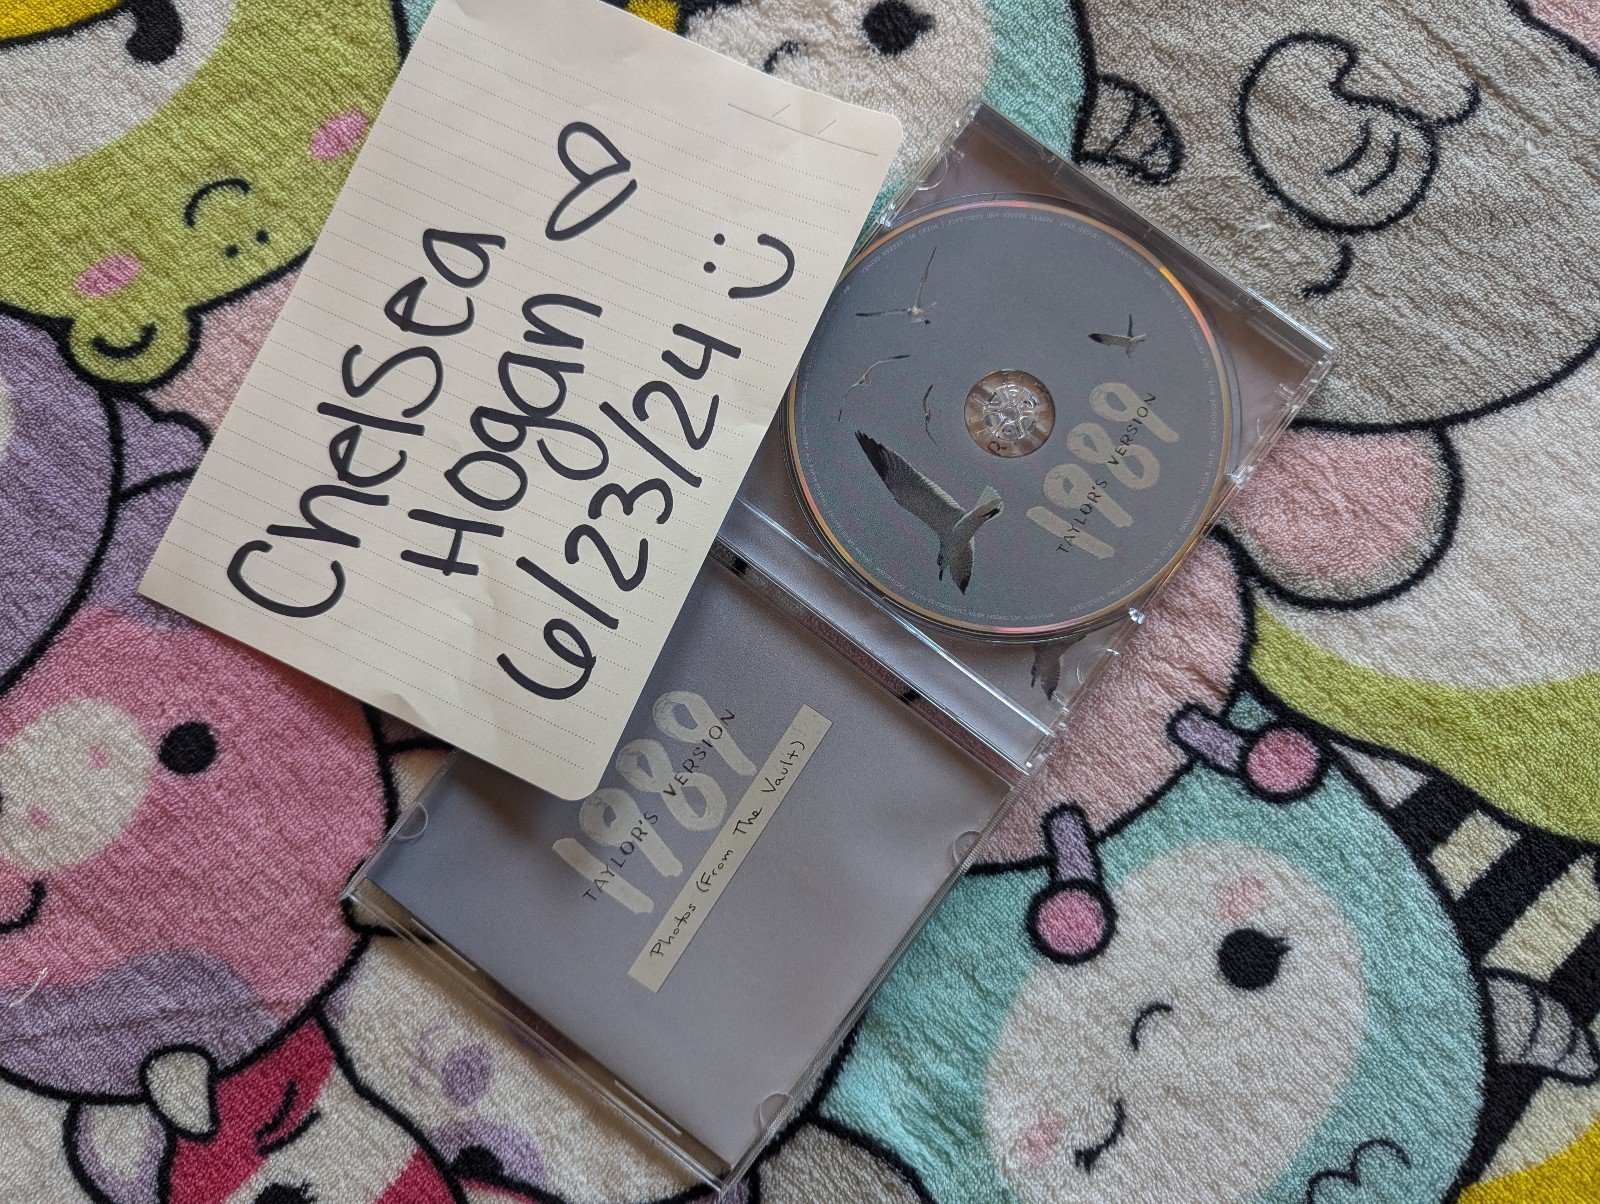 Chelsea
Hogan
6/23/24
1989
TAYLOR'S VERSION
1989
TAYLOR'S VERSION
Photos (From The Vault)